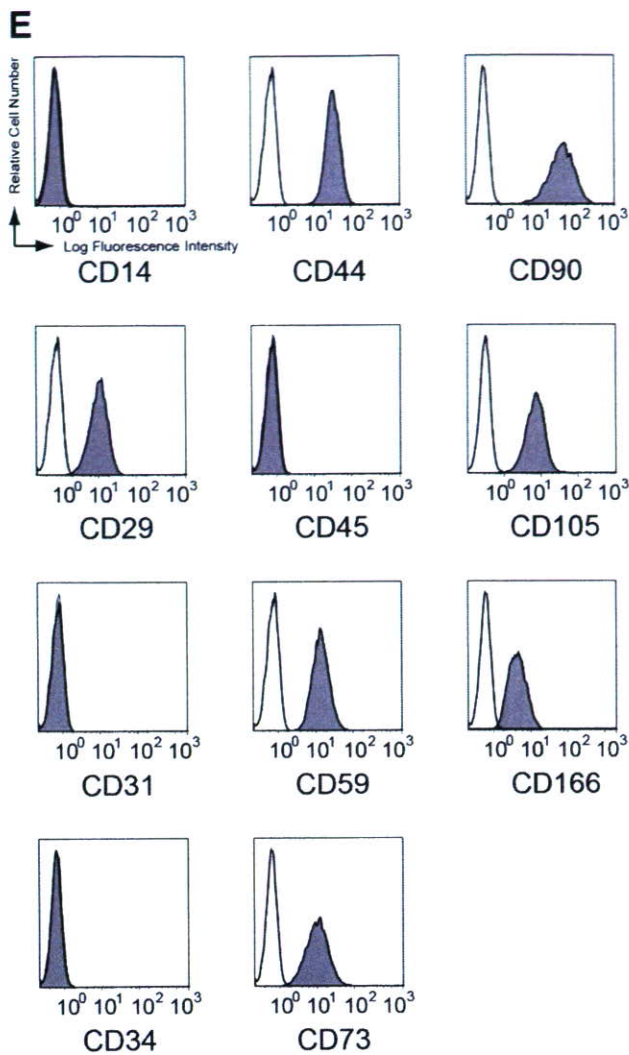 E
Relative Cell Number
10⁰ 10¹ 10² 10³
10⁰ 10¹ 10² 10³
10⁰ 10¹ 10² 10³
Log Fluorescence Intensity
CD14
CD44
CD90
10⁰ 10¹ 10² 10³
10⁰ 10¹ 10² 10³
10⁰ 10¹ 10² 10³
CD29
CD45
CD105
10⁰ 10¹ 10² 10³
10⁰ 10¹ 10² 10³
10⁰ 10¹ 10² 10³
CD31
CD59
CD166
10⁰ 10¹ 10² 10³
10⁰ 10¹ 10² 10³
CD34
CD73